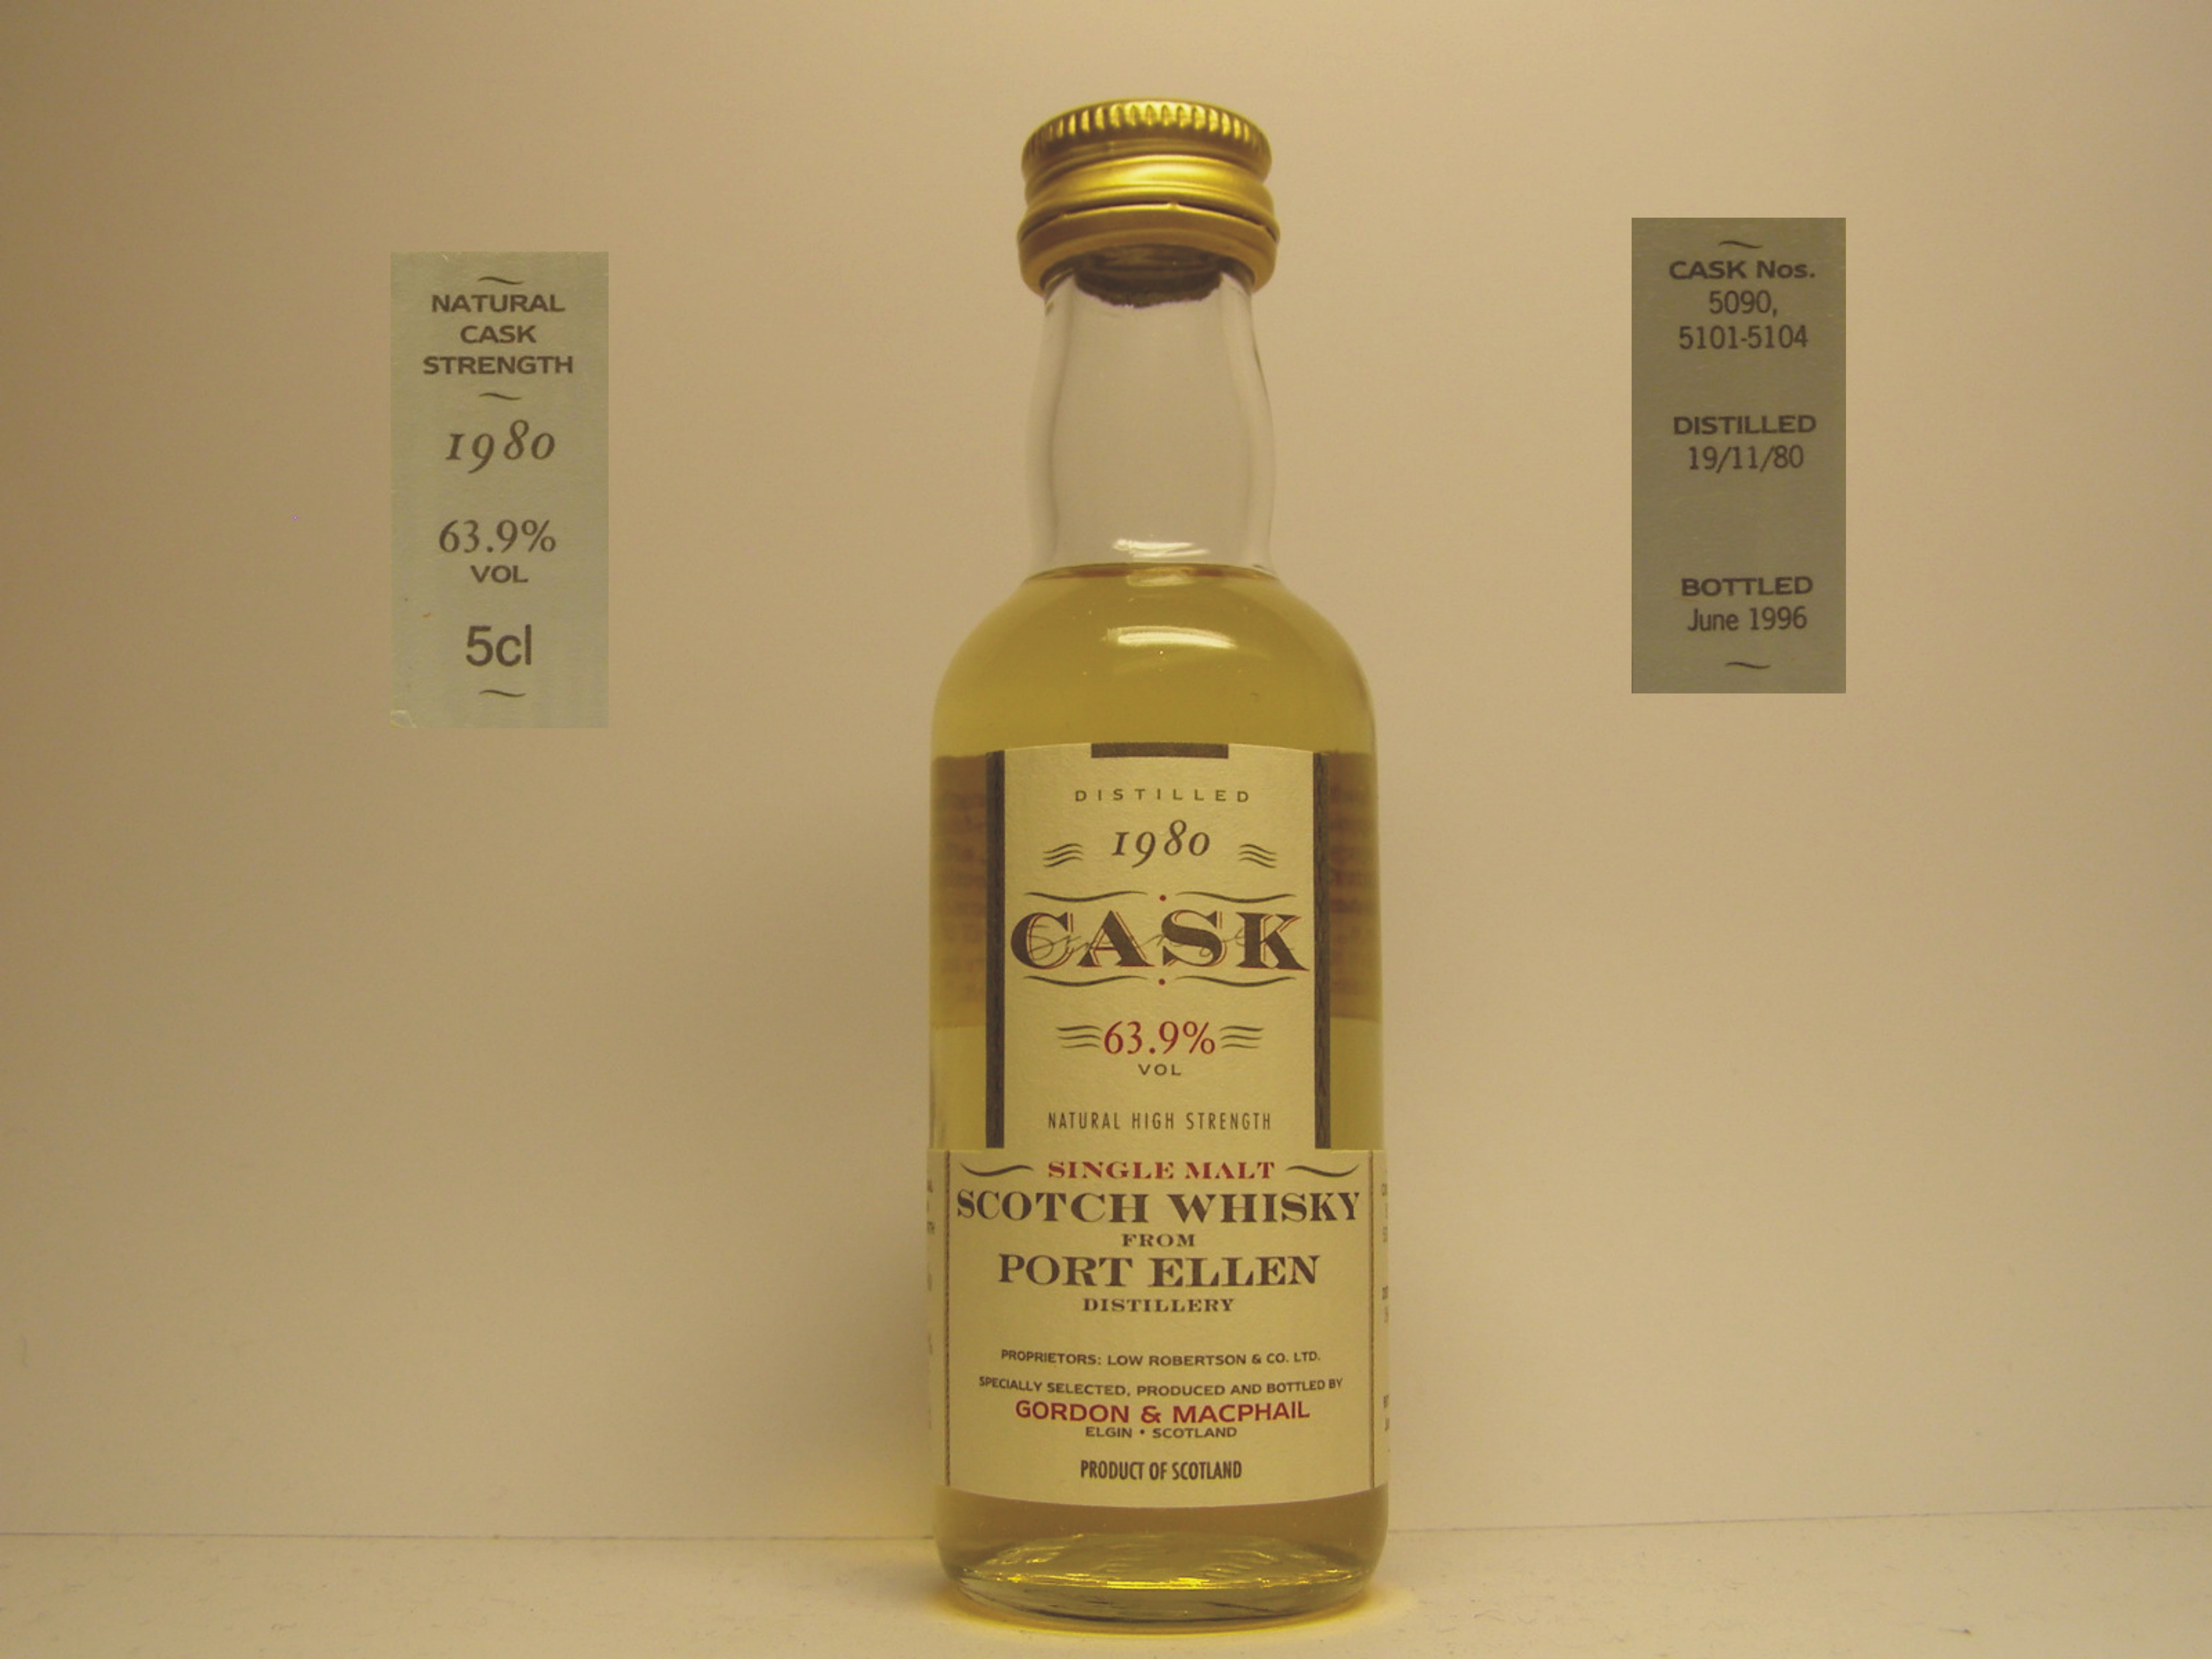 NATURAL
CASK
STRENGTH
1980
63.9%
VOL
5cl
DISTILLED
1980
CASK
63.9%
VOL
NATURAL HIGH STRENGTH
SINGLE MALT
SCOTCH WHISKY
FROM
PORT ELLEN
DISTILLERY
PROPRIETORS: LOW ROBERTSON & CO. LTD.
SPECIALLY SELECTED, PRODUCED AND BOTTLED BY
GORDON & MACPHAIL
ELGIN • SCOTLAND
PRODUCT OF SCOTLAND
CASK Nos.
5090,
5101-5104
DISTILLED
19/11/80
BOTTLED
June 1996